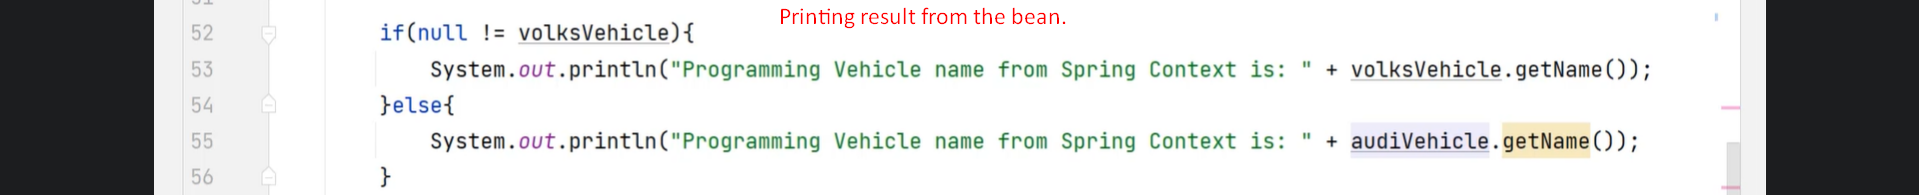 Printing result from the bean.
52 if(null != volksVehicle){
53 System.out.println("Programming Vehicle name from Spring Context is: " + volksVehicle.getName());
54 }else{
55 System.out.println("Programming Vehicle name from Spring Context is: " + audiVehicle.getName());
56 }